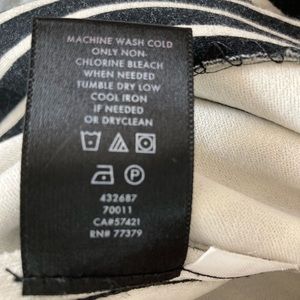 MACHINE WASH COLD
ONLY NON-
CHLORINE BLEACH
WHEN NEEDED
TUMBLE DRY LOW
COOL IRON
IF NEEDED
OR DRYCLEAN
P
432687
70011
CA#57421
RN# 77379